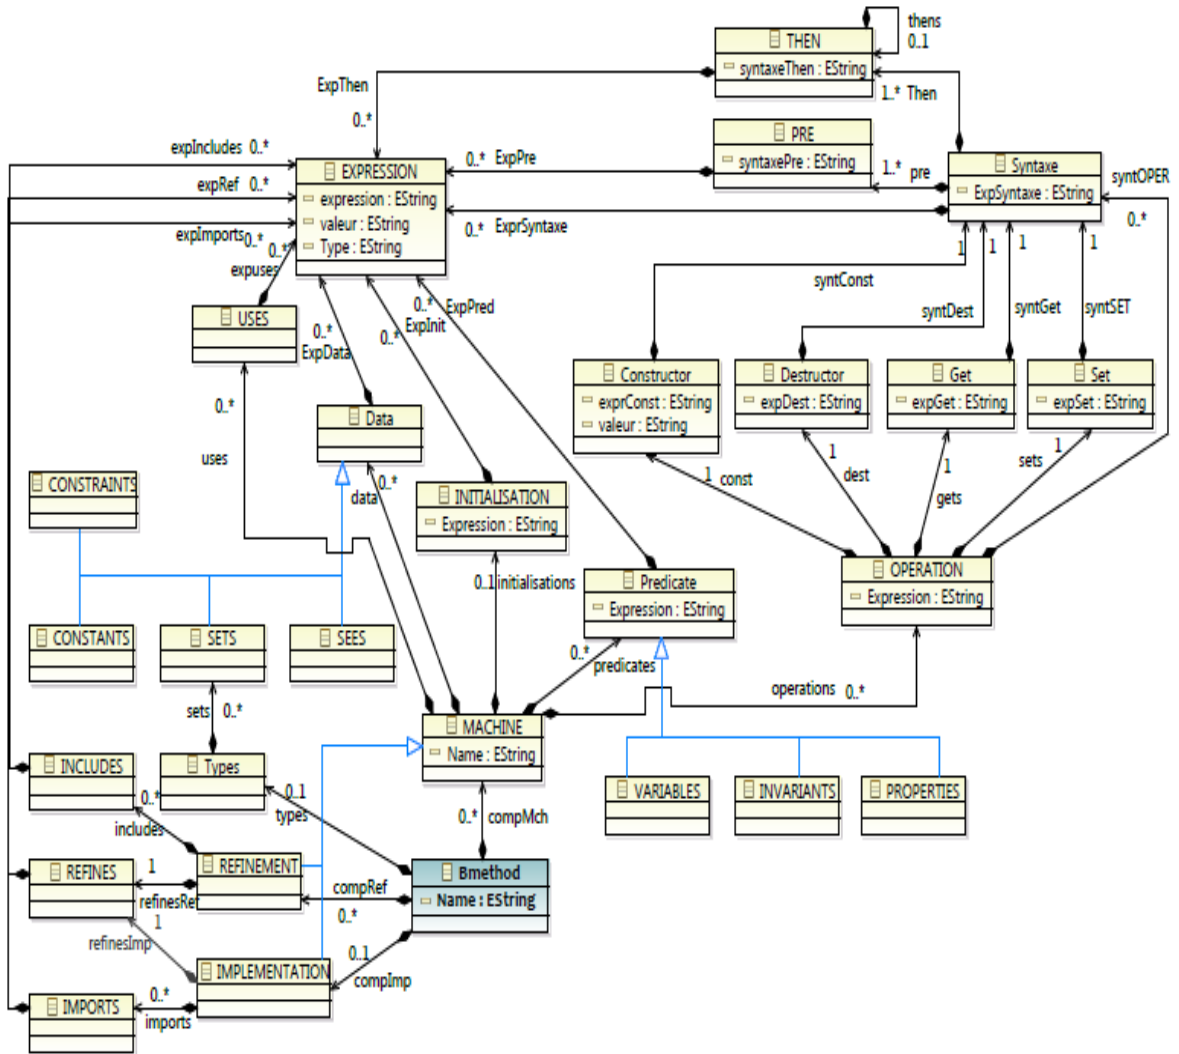 thens
0..1
THEN
syntaxeThen : EString
ExpThen
0..*
1..* Then
PRE
syntaxePre : EString
0..* ExpPre
1..* pre
Syntaxe
ExpSyntaxe : EString
syntOPER
0..*
expIncludes 0..*
expRef 0..*
expImports 0..*
0..*
expuses
EXPRESSION
expression : EString
valeur : EString
Type : EString
0..* ExprSyntaxe
1
1
1
1
syntConst
syntDest
syntGet
syntSET
USES
0..*
ExpData
0..*
ExpInit
0..*
ExpPred
0..*
uses
Data
Constructor
exprConst : EString
valeur : EString
Destructor
expDest : EString
Get
expGet : EString
Set
expSet : EString
1 const
1
dest
1
gets
sets 1
CONSTRAINTS
data 0..*
INITIALISATION
Expression : EString
0..1 initialisations
Predicate
Expression : EString
OPERATION
Expression : EString
CONSTANTS
SETS
SEES
0..*
predicates
operations 0..*
sets 0..*
MACHINE
Name : EString
INCLUDES
Types
0..1
types
0..* compMch
VARIABLES
INVARIANTS
PROPERTIES
0..*
includes
REFINES
1
refinesRef
REFINEMENT
compRef
0..*
Bmethod
Name : EString
1
refinesImp
IMPLEMENTATION
0..1
compImp
IMPORTS
0..*
imports